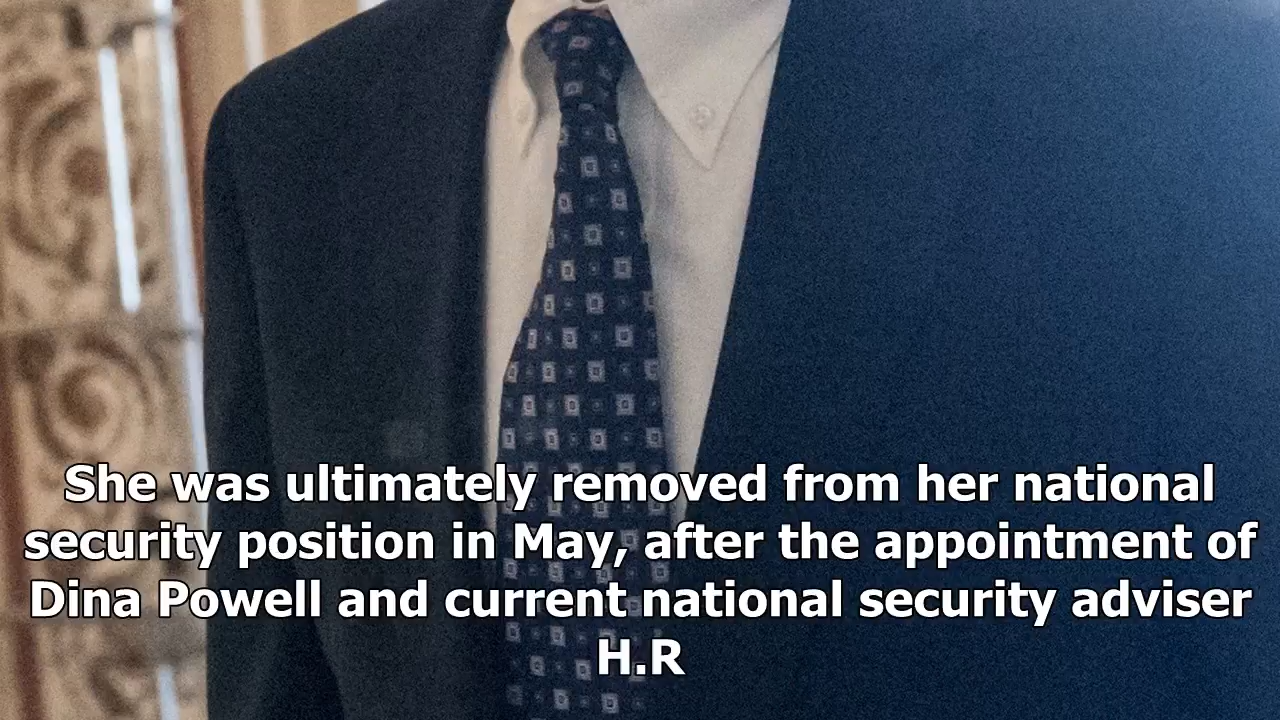 She was ultimately removed from her national
security position in May, after the appointment of
Dina Powell and current national security adviser
H.R